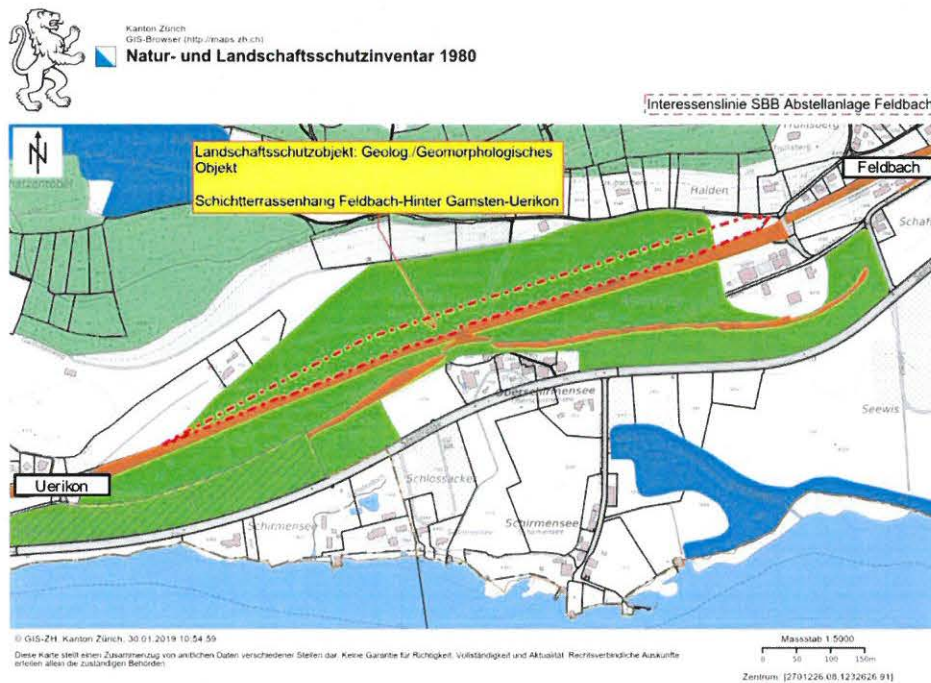 Kanton Zürich
GIS-Browser (http://maps.zh.ch)
Natur- und Landschaftsschutzinventar 1980
Interessenslinie SBB Abstellanlage Feldbach
N
Landschaftsschutzobjekt: Geolog./Geomorphologisches
Objekt
Schichtterrassenhang Feldbach-Hinter Gamsten-Uerikon
Feldbach
Halden
Schaf
Oberschirmensee
Seewis
Uerikon
Schlossacker
Schirmensee
Schirmensee
© GIS-ZH, Kanton Zürich, 30.01.2019 10:54:59
Diese Karte stellt einen Zusammenzug von amtlichen Daten verschiedener Stellen dar. Keine Garantie für Richtigkeit, Vollständigkeit und Aktualität. Rechtsverbindliche Auskünfte
erteilen allein die zuständigen Behörden.
Massstab 1:5000
0 50 100 150m
Zentrum: [2701226.08,1232626.91]